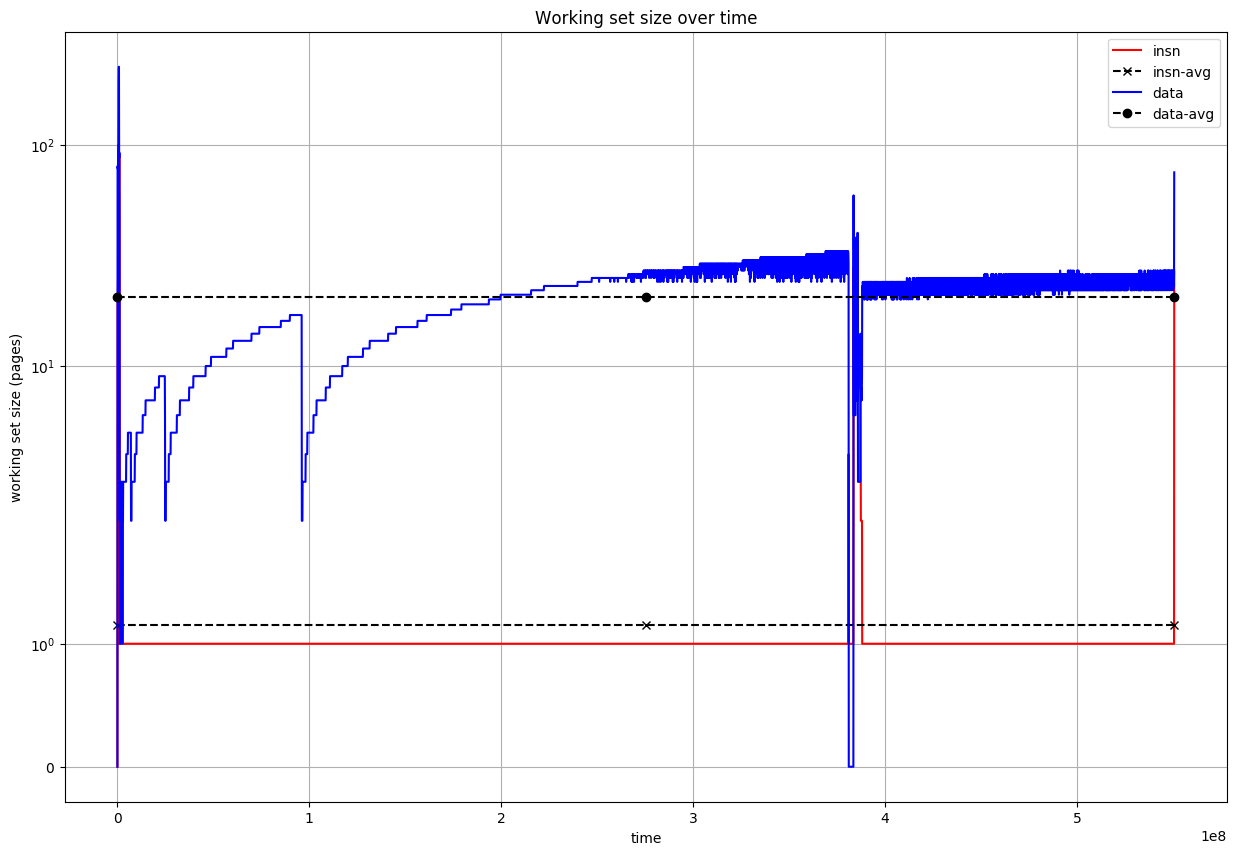 Working set size over time
insn
insn-avg
data
data-avg
working set size (pages)
10²
10¹
10⁰
0
0
1
2
3
4
5
1e8
time